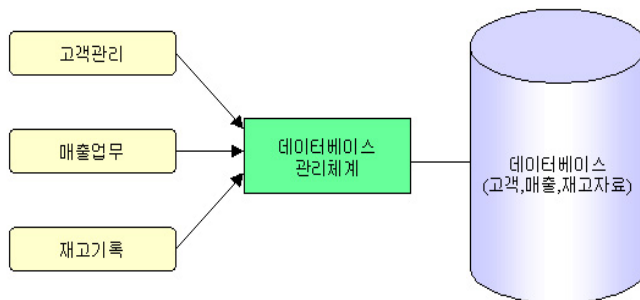 고객관리
매출업무
재고기록
데이터베이스
관리체계
데이터베이스
(고객,매출,재고자료)